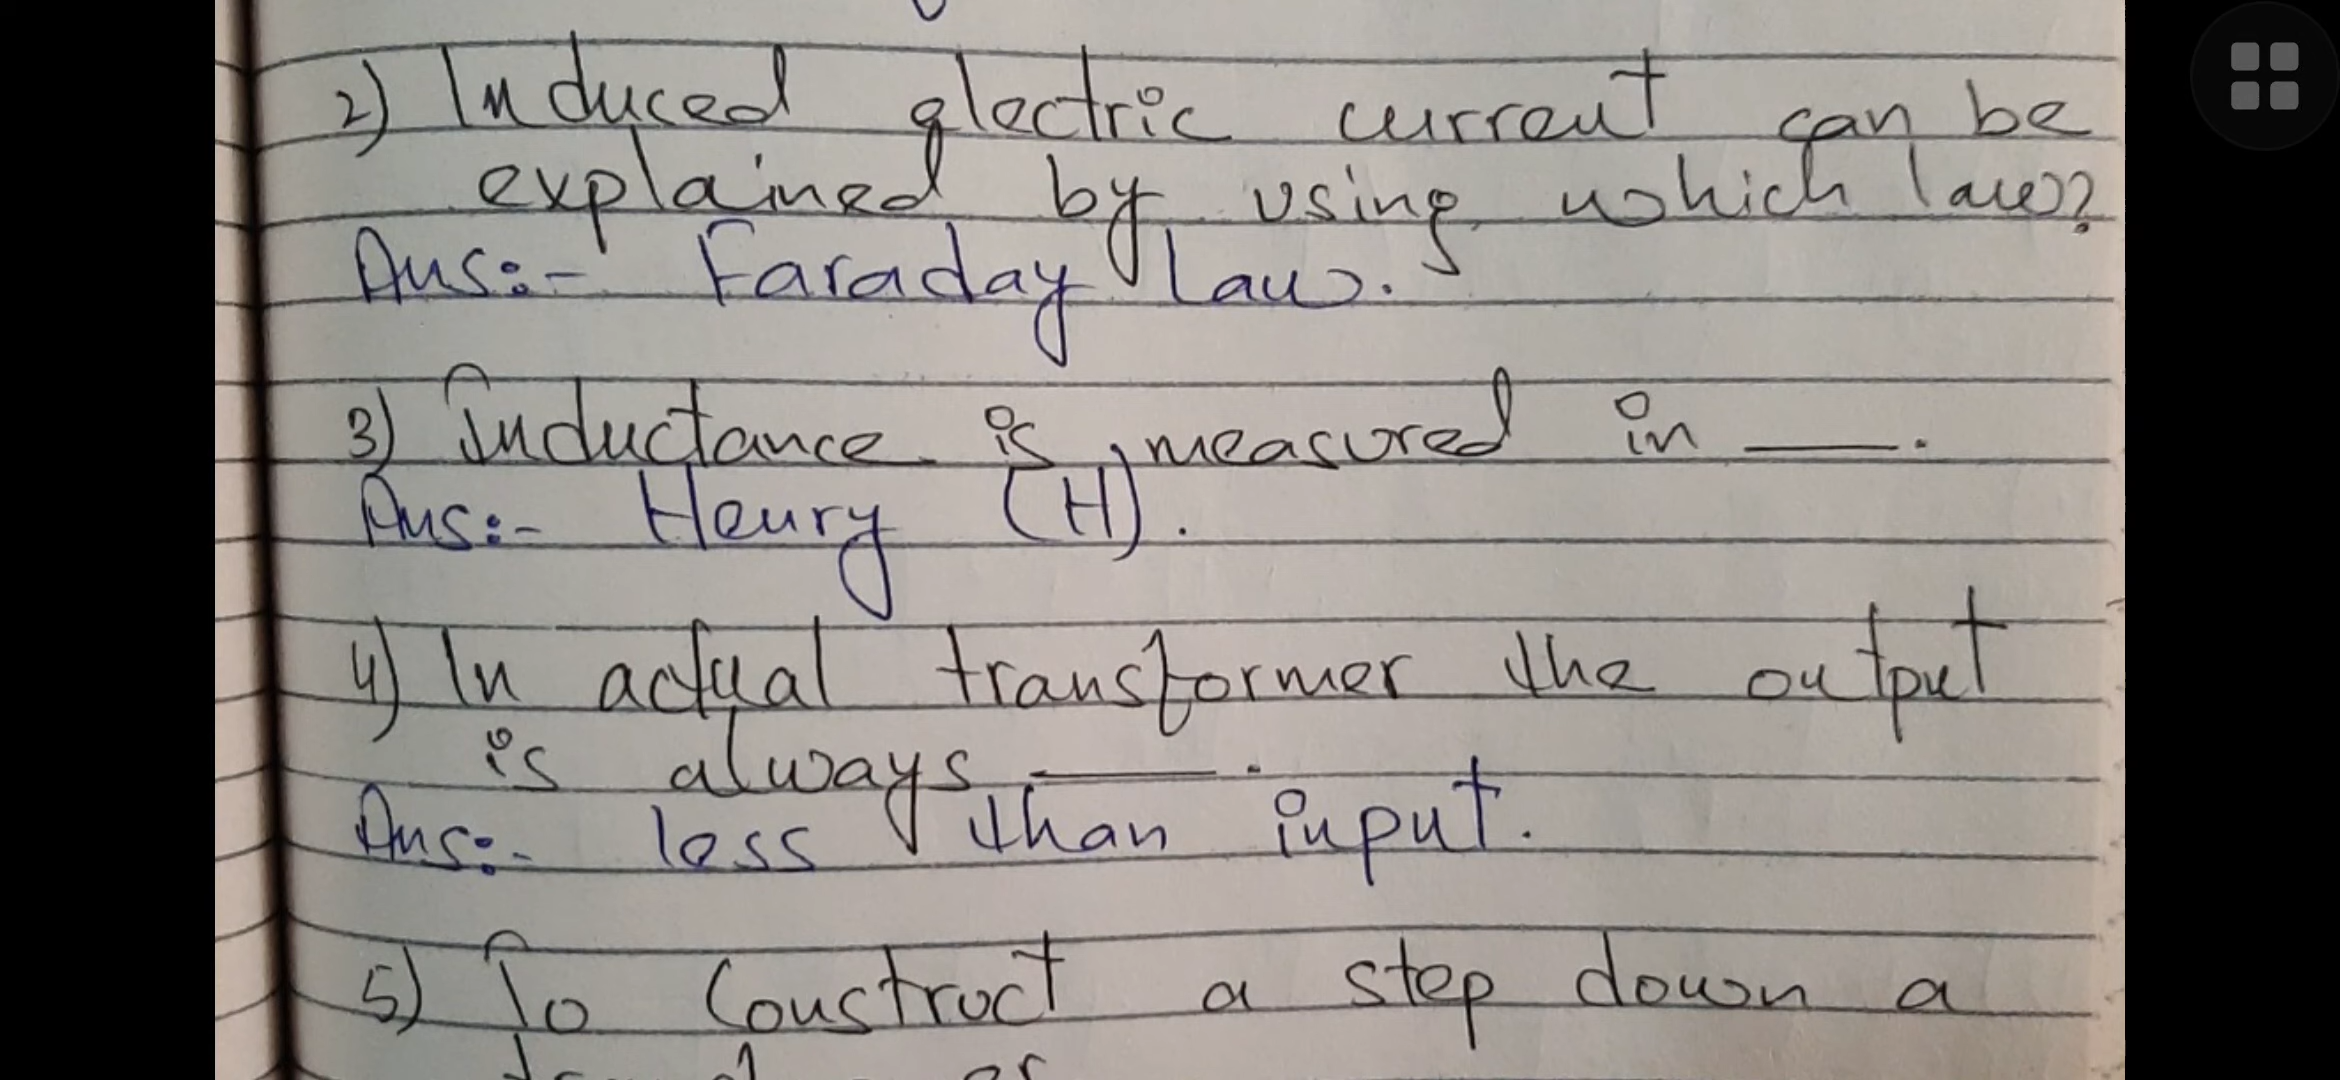 2) Induced electric current can be
explained by using which law?
Ans:- Faraday law.
3) Inductance is measured in ___.
Ans:- Henry (H).
4) In actual transformer the output
is always ___.
Ans:- less than input.
5) To Construct a step down a